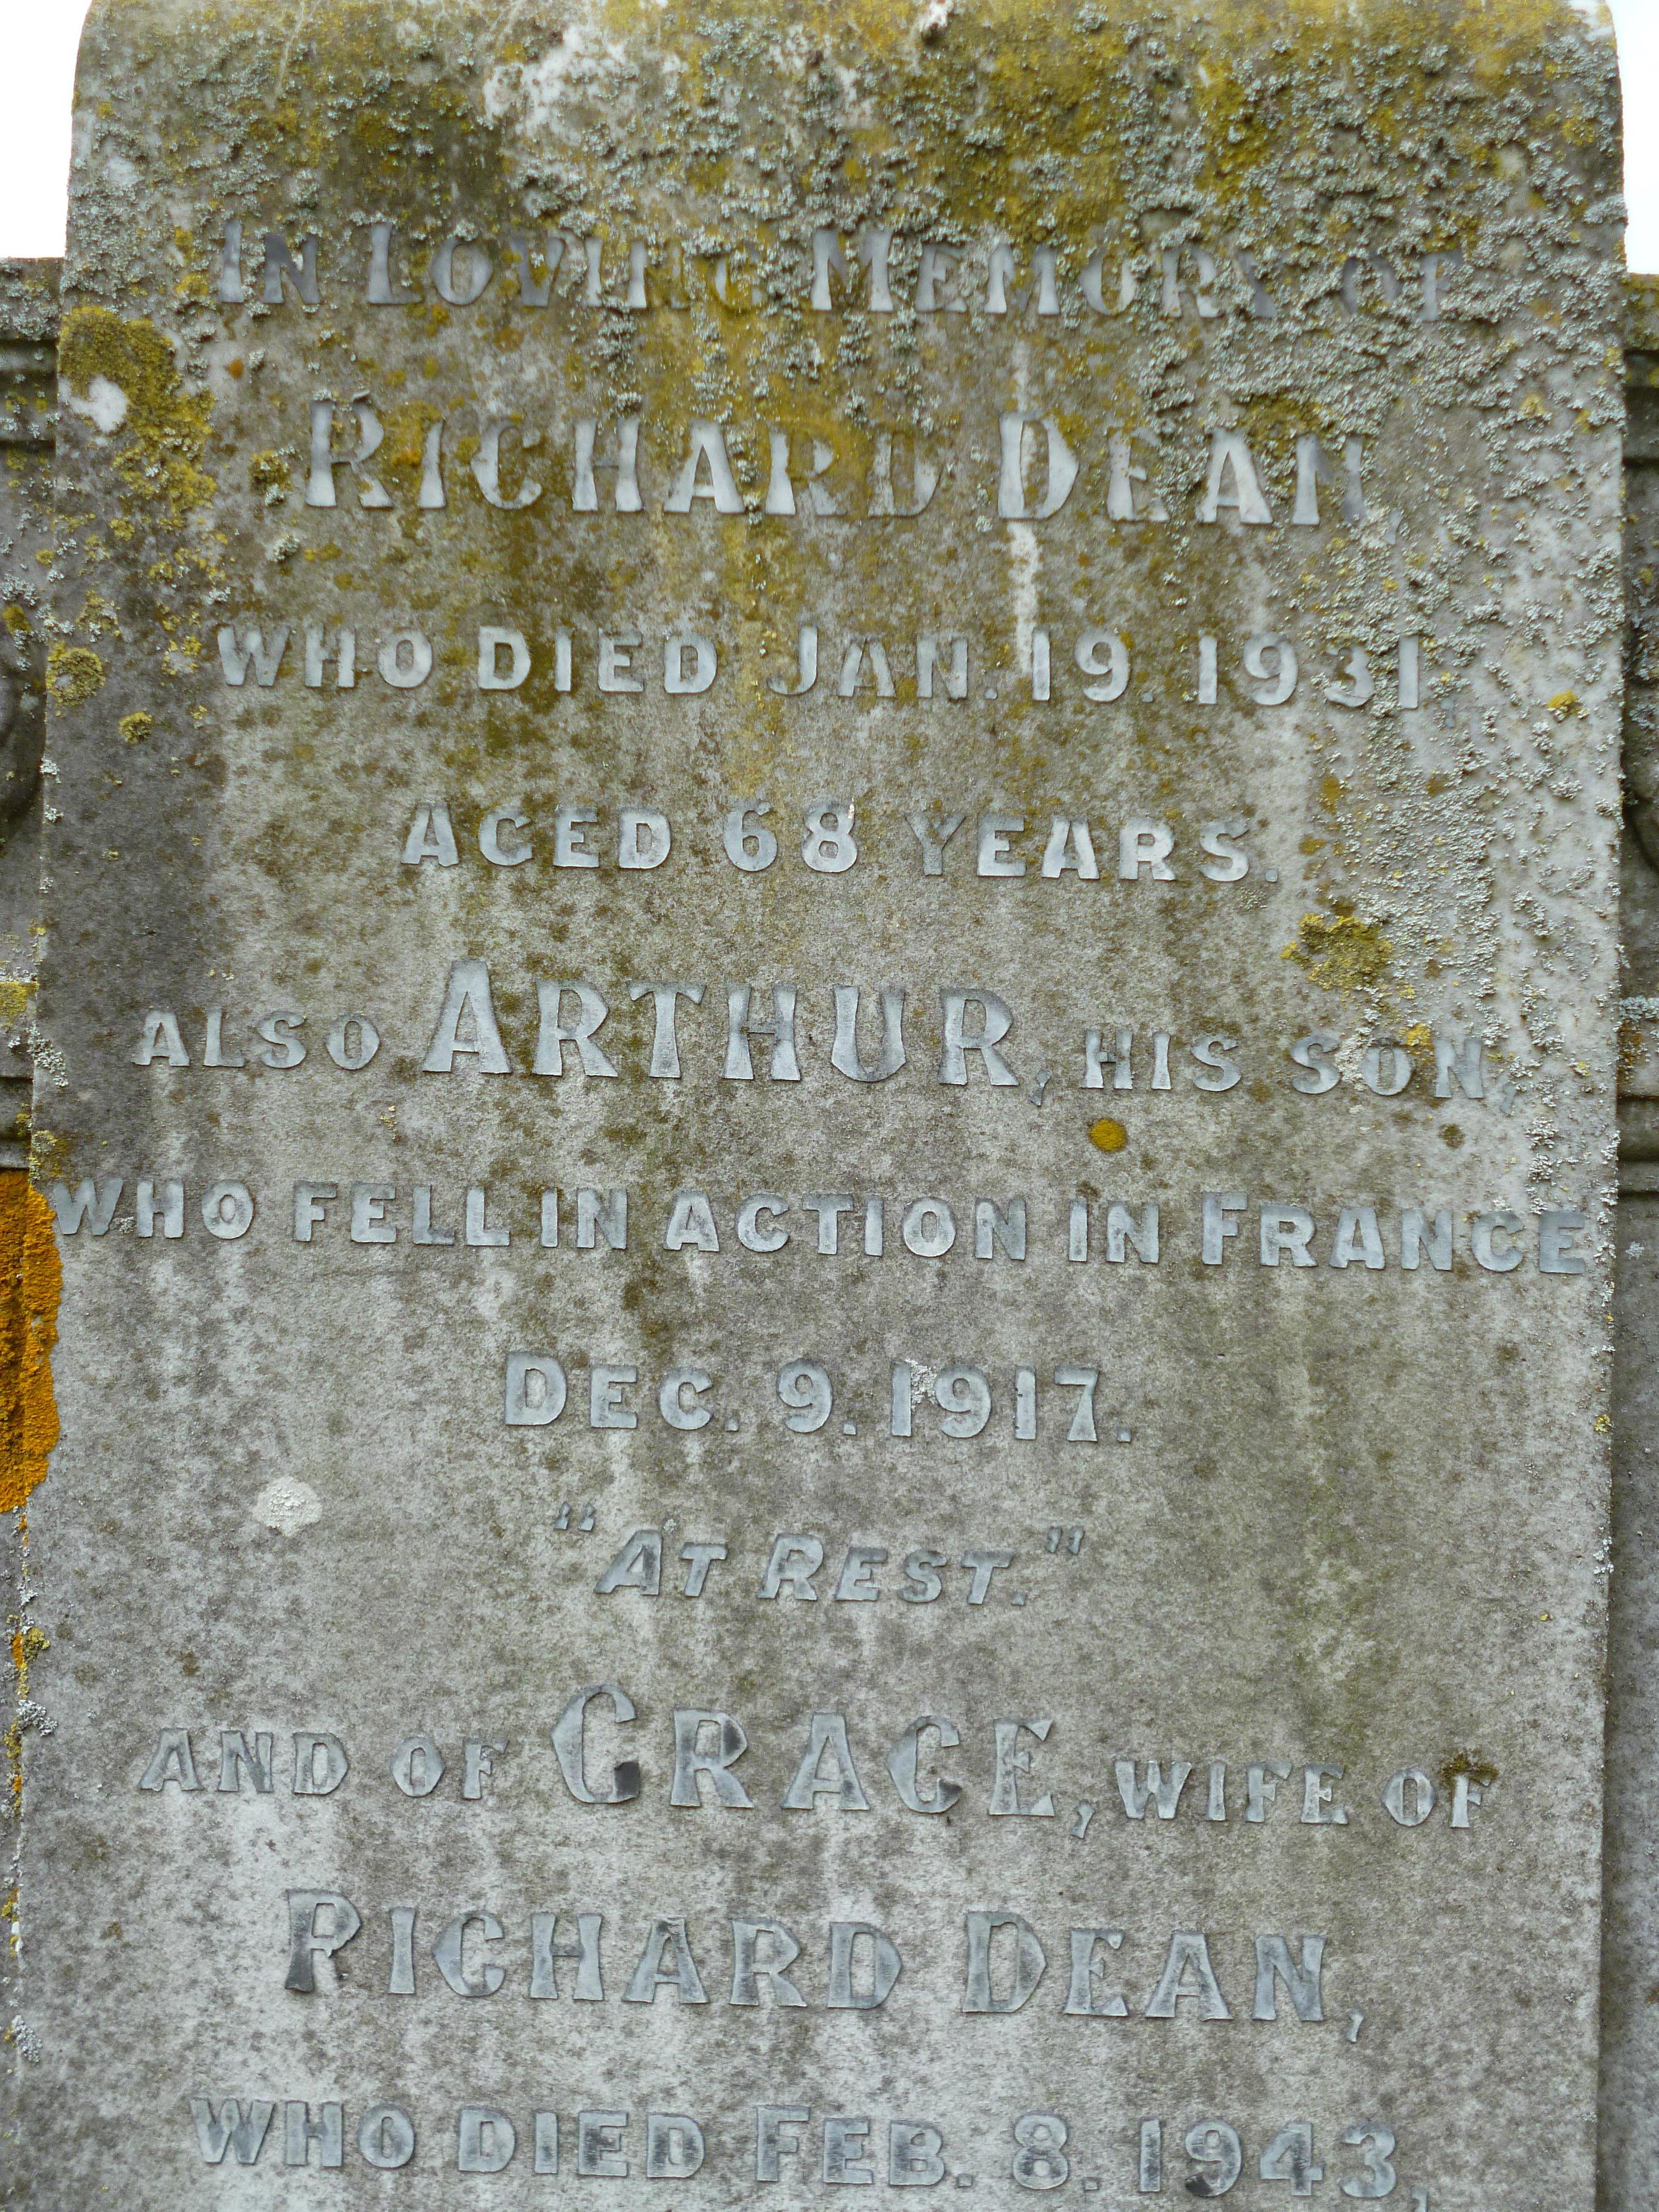 IN LOVING MEMORY OF
RICHARD DEAN,
WHO DIED JAN. 19. 1931,
AGED 68 YEARS.
ALSO ARTHUR, HIS SON,
WHO FELL IN ACTION IN FRANCE
DEC. 9. 1917.
"AT REST."
AND OF GRACE, WIFE OF
RICHARD DEAN,
WHO DIED FEB. 8. 1943,